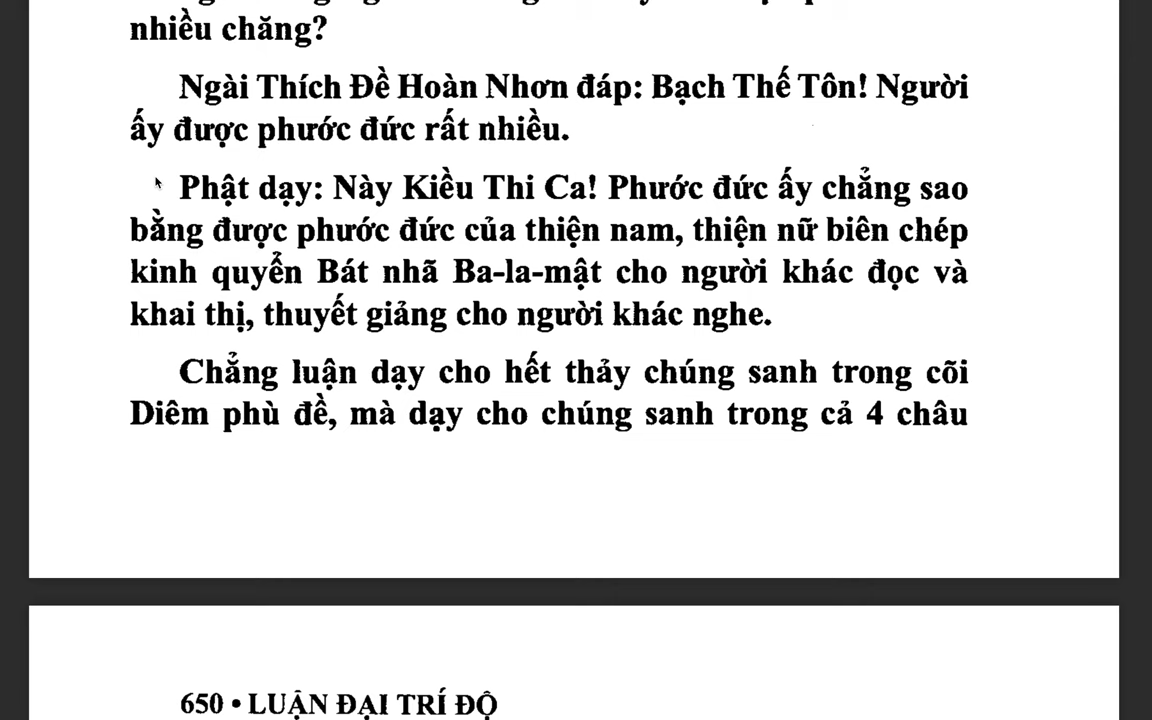 nhiều chăng?
Ngài Thích Đề Hoàn Nhơn đáp: Bạch Thế Tôn! Người
ấy được phước đức rất nhiều.
Phật dạy: Này Kiều Thi Ca! Phước đức ấy chẳng sao
bằng được phước đức của thiện nam, thiện nữ biên chép
kinh quyển Bát nhã Ba-la-mật cho người khác đọc và
khai thị, thuyết giảng cho người khác nghe.
Chẳng luận dạy cho hết thảy chúng sanh trong cõi
Diêm phù đề, mà dạy cho chúng sanh trong cả 4 châu
650 • LUẬN ĐẠI TRÍ ĐỘ